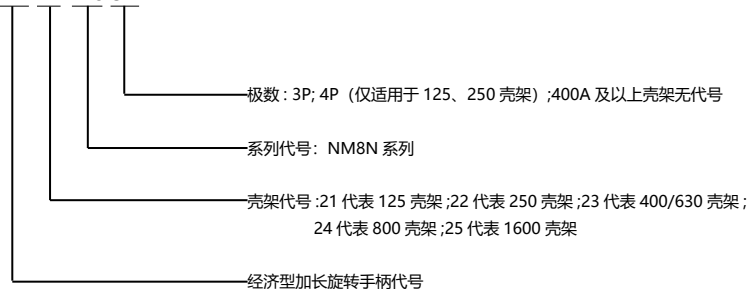 极数 : 3P; 4P（仅适用于 125、250 壳架）;400A 及以上壳架无代号
系列代号：NM8N 系列
壳架代号 :21 代表 125 壳架 ;22 代表 250 壳架 ;23 代表 400/630 壳架 ;
24 代表 800 壳架 ;25 代表 1600 壳架
经济型加长旋转手柄代号